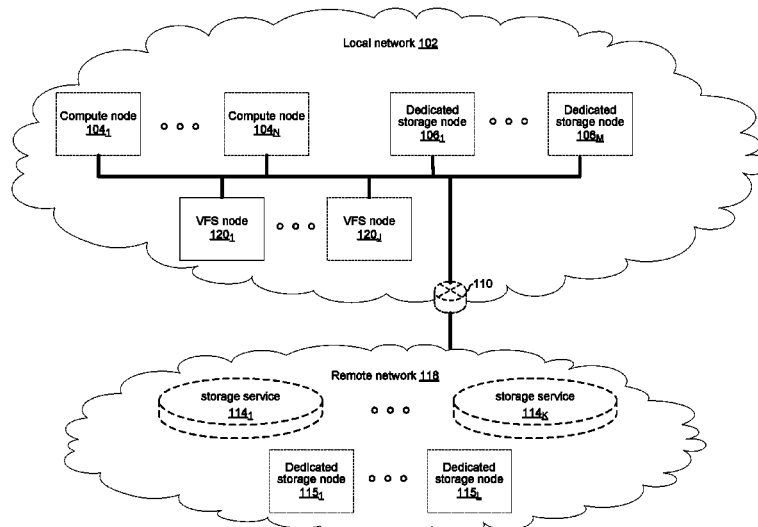 Local network 102
Compute node
104₁
Compute node
104N
Dedicated
storage node
106₁
Dedicated
storage node
106M
VFS node
120₁
VFS node
120J
110
Remote network 118
storage service
114₁
storage service
114K
Dedicated
storage node
115₁
Dedicated
storage node
115L